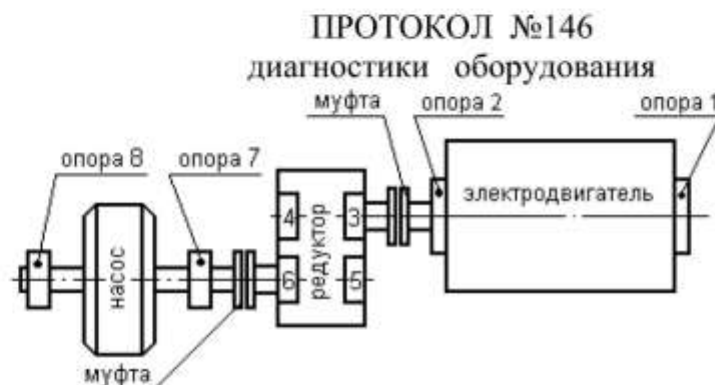 ПРОТОКОЛ №146
диагностики оборудования
муфта
опора 2
опора 1
опора 8
опора 7
электродвигатель
4
3
редуктор
насос
6
5
муфта